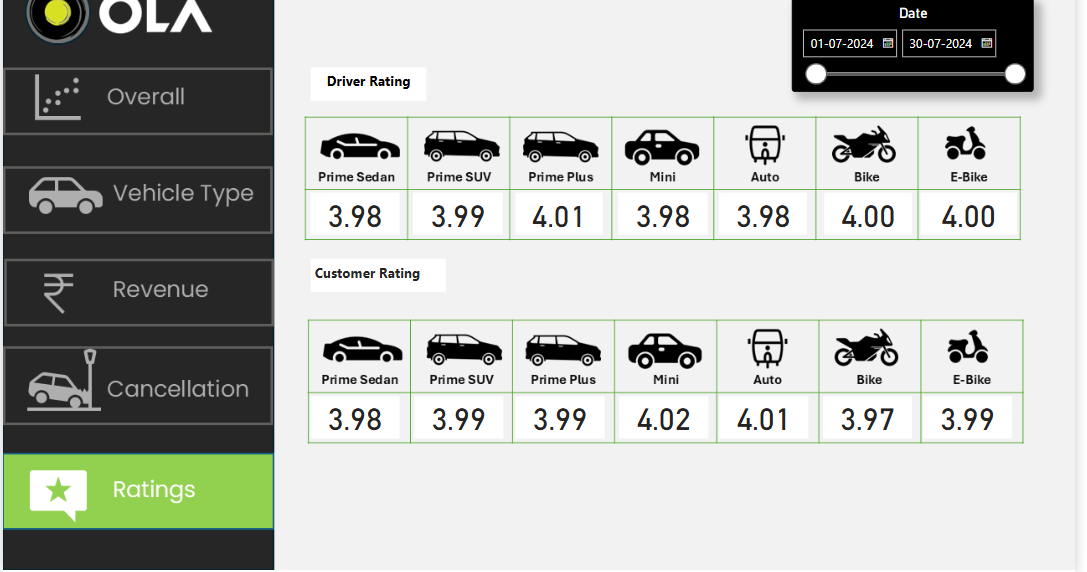 OLA
Date
01-07-2024 30-07-2024
Overall
Vehicle Type
₹ Revenue
Cancellation
Ratings
Driver Rating
Prime Sedan Prime SUV Prime Plus Mini Auto Bike E-Bike
3.98 3.99 4.01 3.98 3.98 4.00 4.00
Customer Rating
Prime Sedan Prime SUV Prime Plus Mini Auto Bike E-Bike
3.98 3.99 3.99 4.02 4.01 3.97 3.99